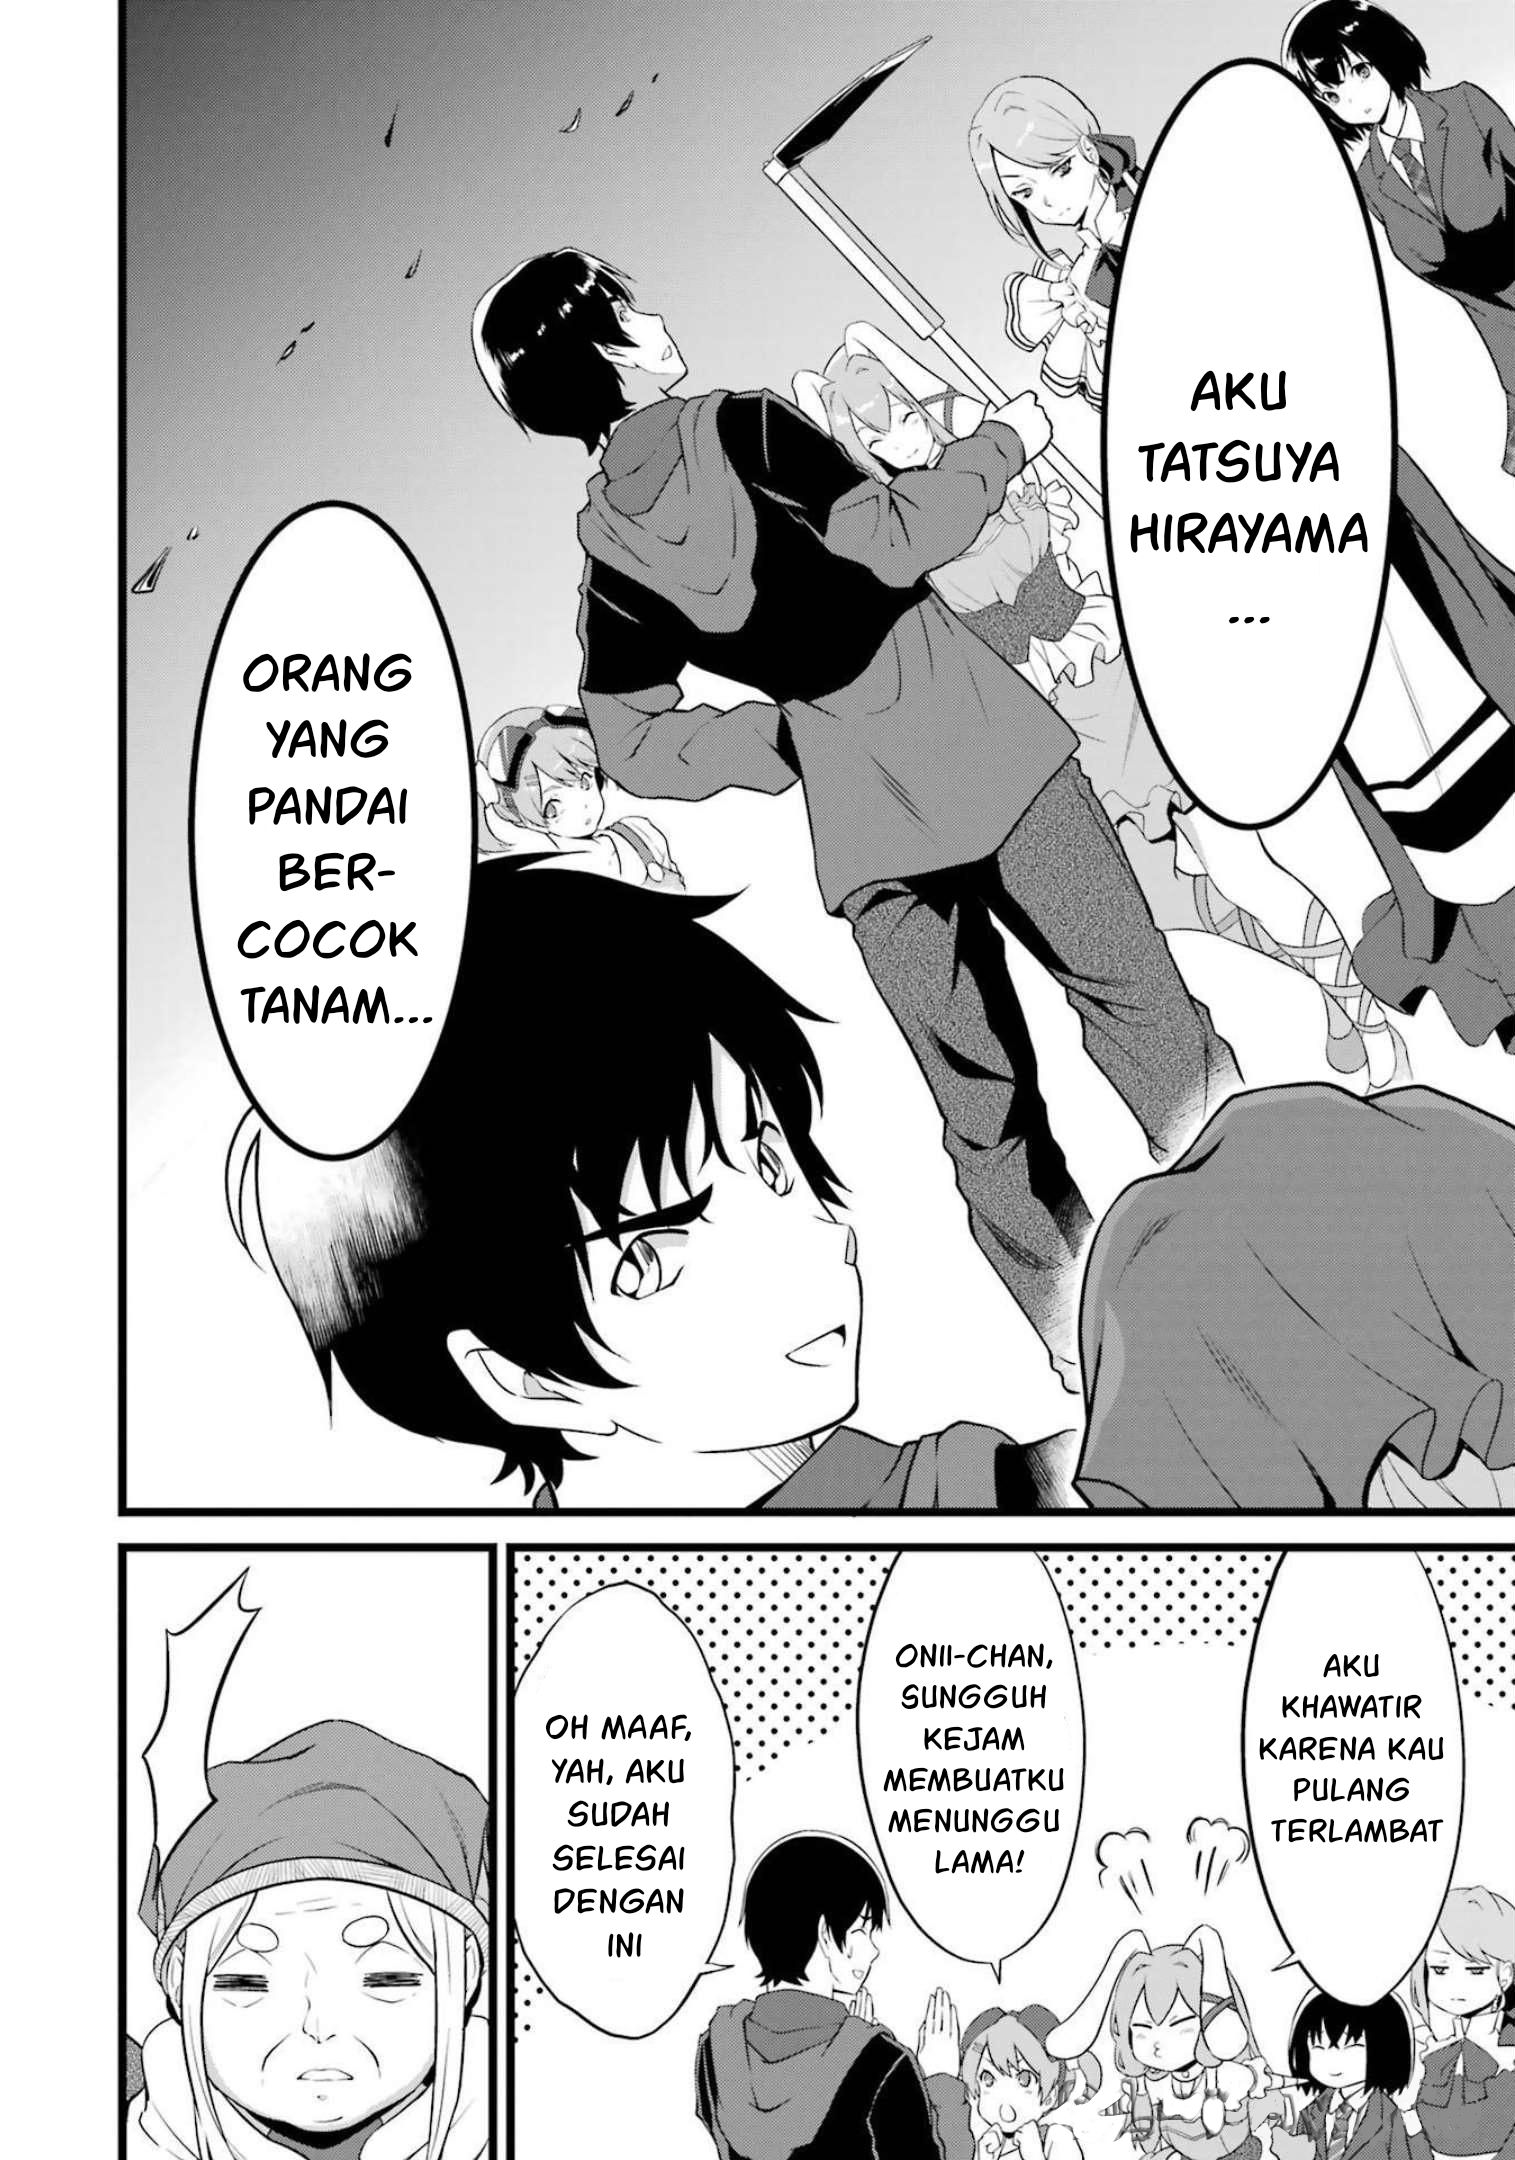 AKU
TATSUYA
HIRAYAMA
...
ORANG
YANG
PANDAI
BER-
COCOK
TANAM...
AKU
KHAWATIR
KARENA KAU
PULANG
TERLAMBAT
ONII-CHAN,
SUNGGUH
KEJAM
MEMBUATKU
MENUNGGU
LAMA!
OH MAAF,
YAH, AKU
SUDAH
SELESAI
DENGAN
INI